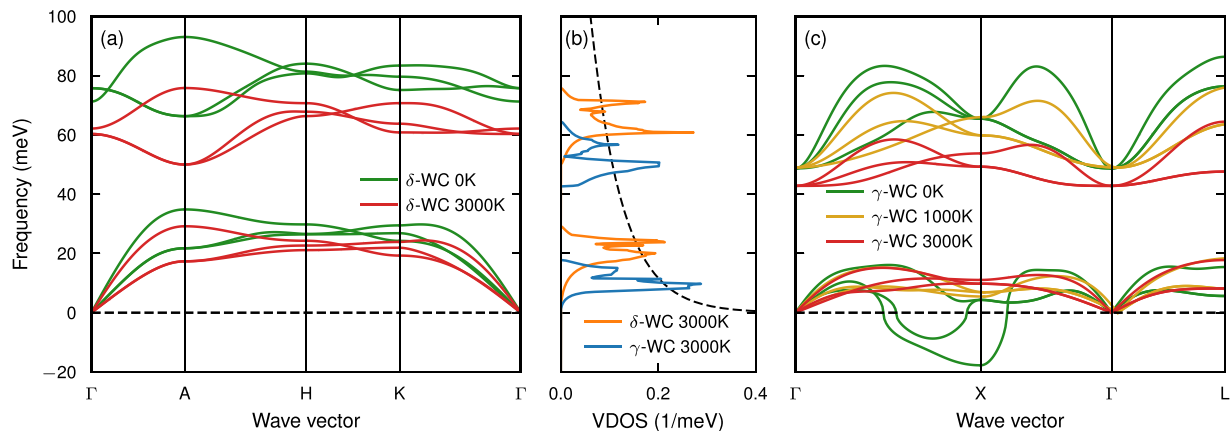 (a)
(b)
(c)
100
80
60
40
20
0
−20
Frequency (meV)
δ-WC 0K
δ-WC 3000K
Γ
A
H
K
Γ
Wave vector
δ-WC 3000K
γ-WC 3000K
0.0
0.2
0.4
VDOS (1/meV)
γ-WC 0K
γ-WC 1000K
γ-WC 3000K
Γ
X
Γ
L
Wave vector